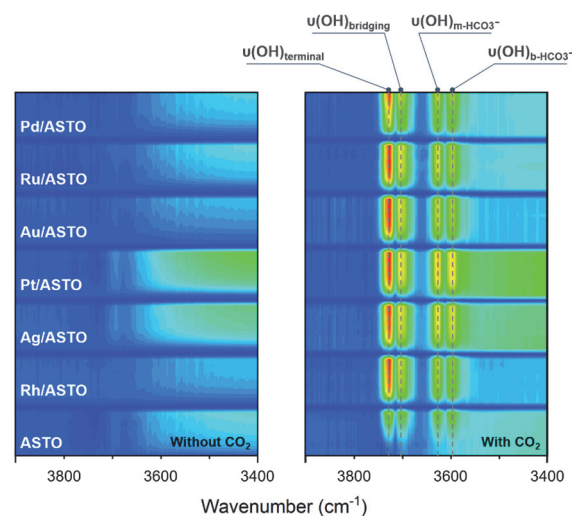 υ(OH)bridging
υ(OH)m-HCO3⁻
υ(OH)terminal
υ(OH)b-HCO3⁻
Pd/ASTO
Ru/ASTO
Au/ASTO
Pt/ASTO
Ag/ASTO
Rh/ASTO
ASTO
Without CO₂
With CO₂
3800 3600 3400
3800 3600 3400
Wavenumber (cm⁻¹)